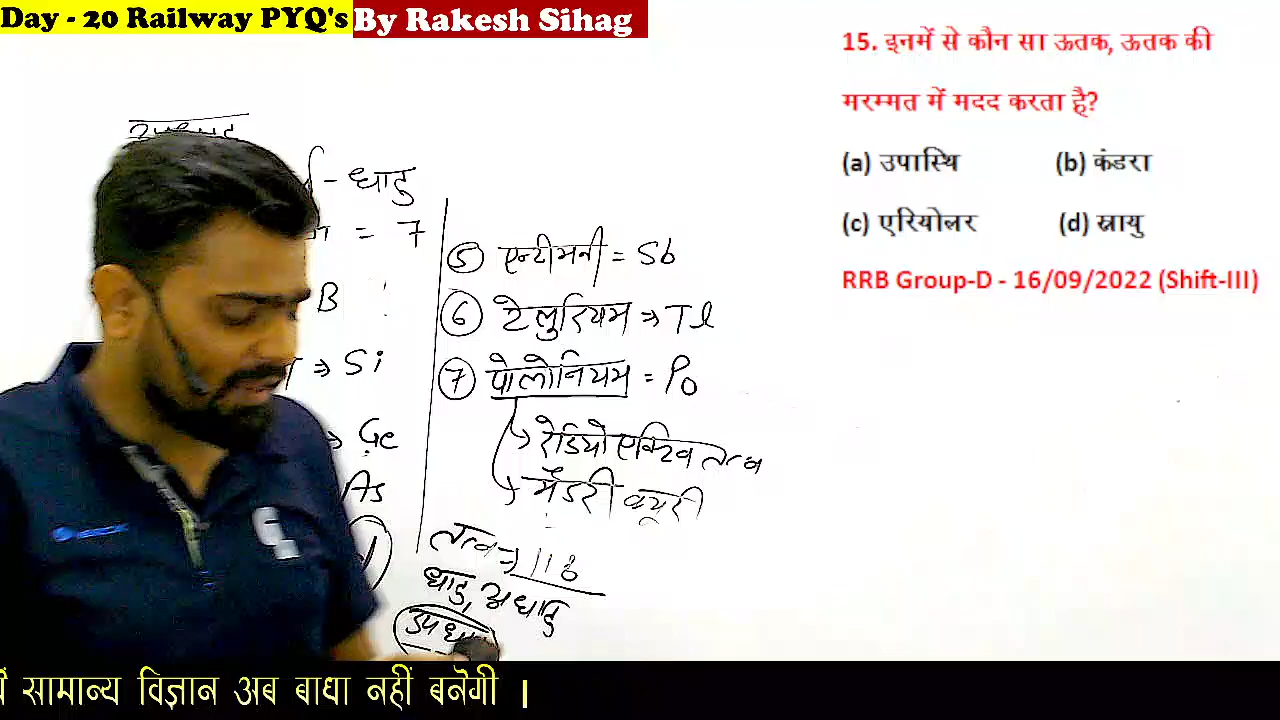 Day - 20 Railway PYQ's By Rakesh Sihag
15. इनमें से कौन सा ऊतक, ऊतक की
मरम्मत में मदद करता है?
(a) उपास्थि (b) कंडरा
(c) एरियोलर (d) स्नायु
RRB Group-D - 16/09/2022 (Shift-III)
- धातु
= 7
B
⇒ Si
→ Ge
As
⑤ एन्टीमनी = Sb
⑥ टेलुरियम ⇒ Tl
⑦ पोलोनियम = Po
↳ रेडियो एक्टिव तत्व
↳ मैडरी क्यूरी
तत्व ⇒ 118
धातु, अधातु
उपधा
सामान्य विज्ञान अब बाधा नहीं बनेगी ।